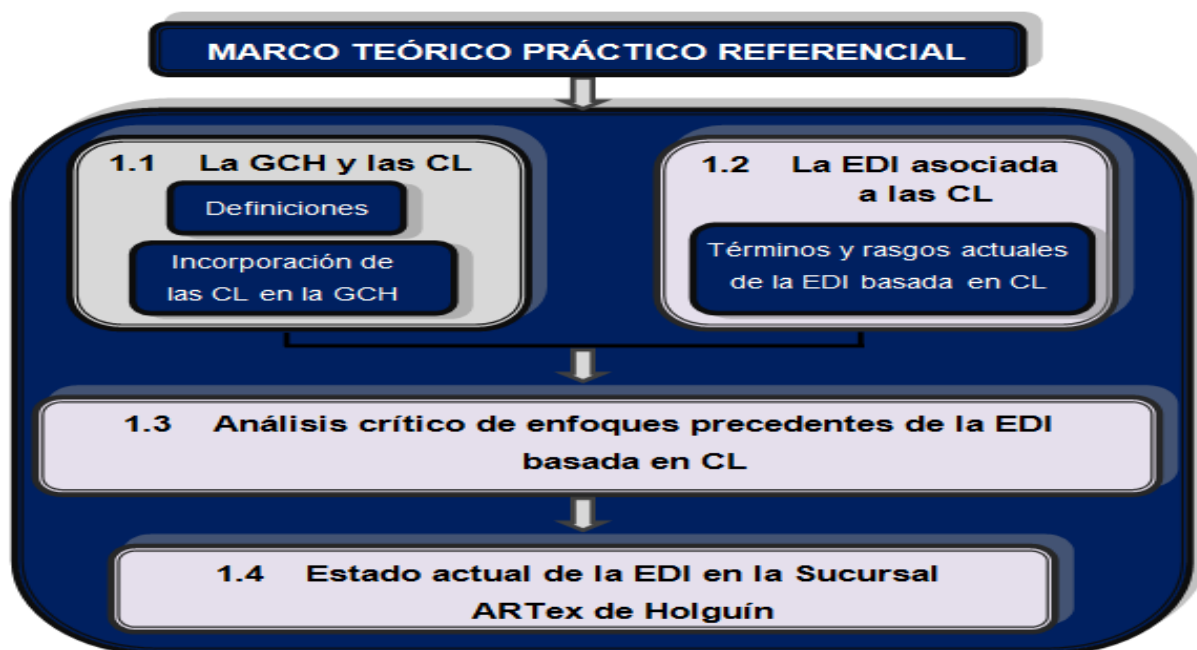 MARCO TEÓRICO PRÁCTICO REFERENCIAL
1.1 La GCH y las CL
Definiciones
Incorporación de
las CL en la GCH
1.2 La EDI asociada
a las CL
Términos y rasgos actuales
de la EDI basada en CL
1.3 Análisis crítico de enfoques precedentes de la EDI
basada en CL
1.4 Estado actual de la EDI en la Sucursal
ARTex de Holguín